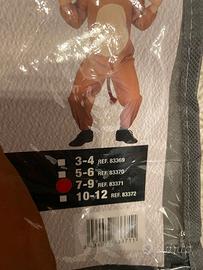 3-4 REF. 83369
5-6 REF. 83370
7-9 REF. 83371
10-12 REF. 83372